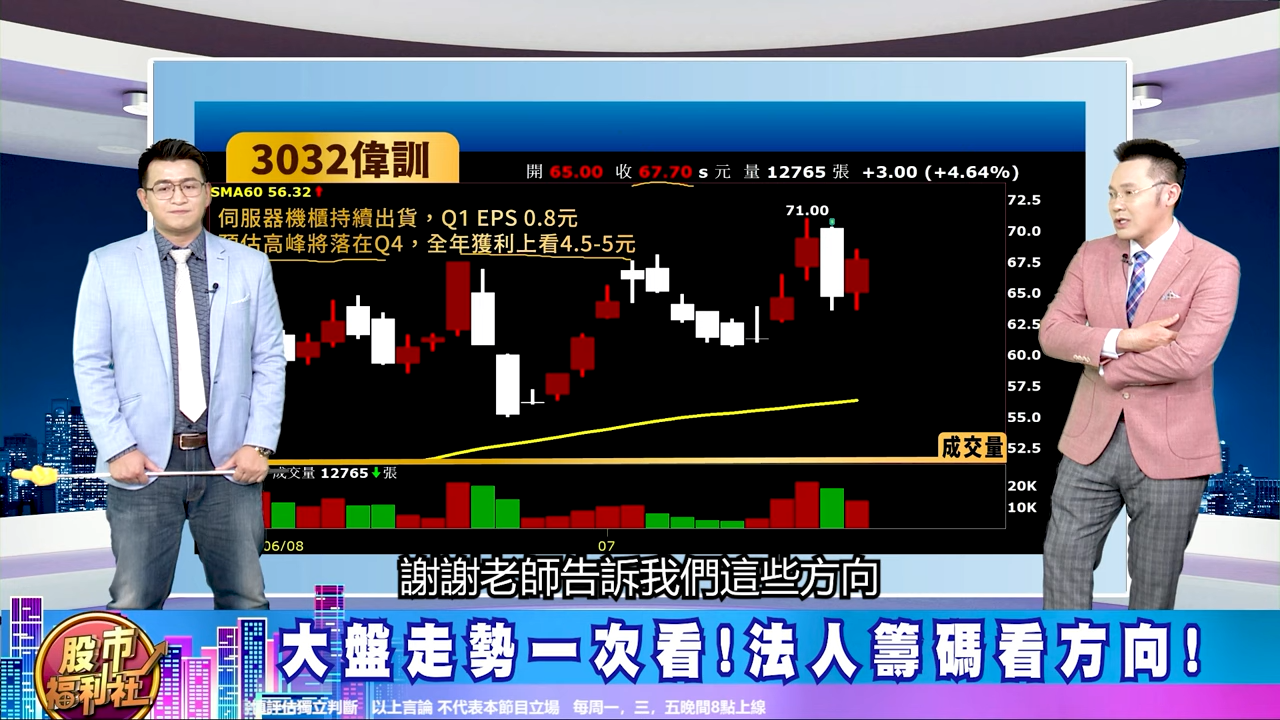 3032偉訓
開 65.00 收 67.70 s 元 量 12765 張 +3.00 (+4.64%)
SMA60 56.32
伺服器機櫃持續出貨，Q1 EPS 0.8元
預估高峰將落在Q4，全年獲利上看4.5-5元
71.00
72.5
70.0
67.5
65.0
62.5
60.0
57.5
55.0
52.5
成交量
成交量 12765 張
20K
10K
06/08
07
謝謝老師告訴我們這些方向
大盤走勢一次看!法人籌碼看方向!
股市
福利社
評估獨立判斷 以上言論 不代表本節目立場 每周一，三，五晚間8點上線